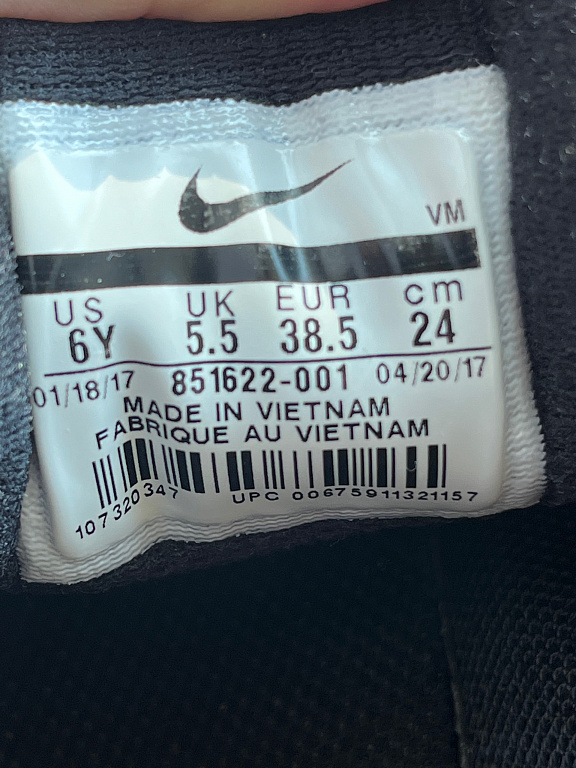 VM
US UK EUR cm
6Y 5.5 38.5 24
01/18/17 851622-001 04/20/17
MADE IN VIETNAM
FABRIQUE AU VIETNAM
107320347 UPC 00675911321157